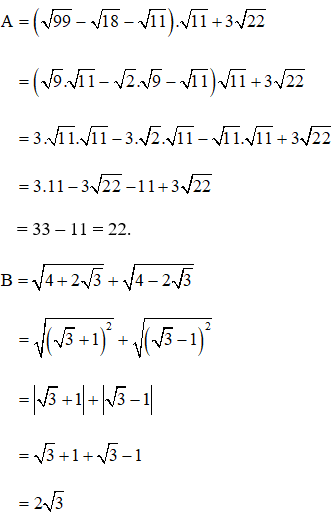 A = (√99 − √18 − √11).√11 + 3√22
= (√9.√11 − √2.√9 − √11)√11 + 3√22
= 3.√11.√11 − 3.√2.√11 − √11.√11 + 3√22
= 3.11 − 3√22 − 11 + 3√22
= 33 – 11 = 22.
B = √(4 + 2√3) + √(4 − 2√3)
= √((√3 + 1)²) + √((√3 − 1)²)
= |√3 + 1| + |√3 − 1|
= √3 + 1 + √3 − 1
= 2√3